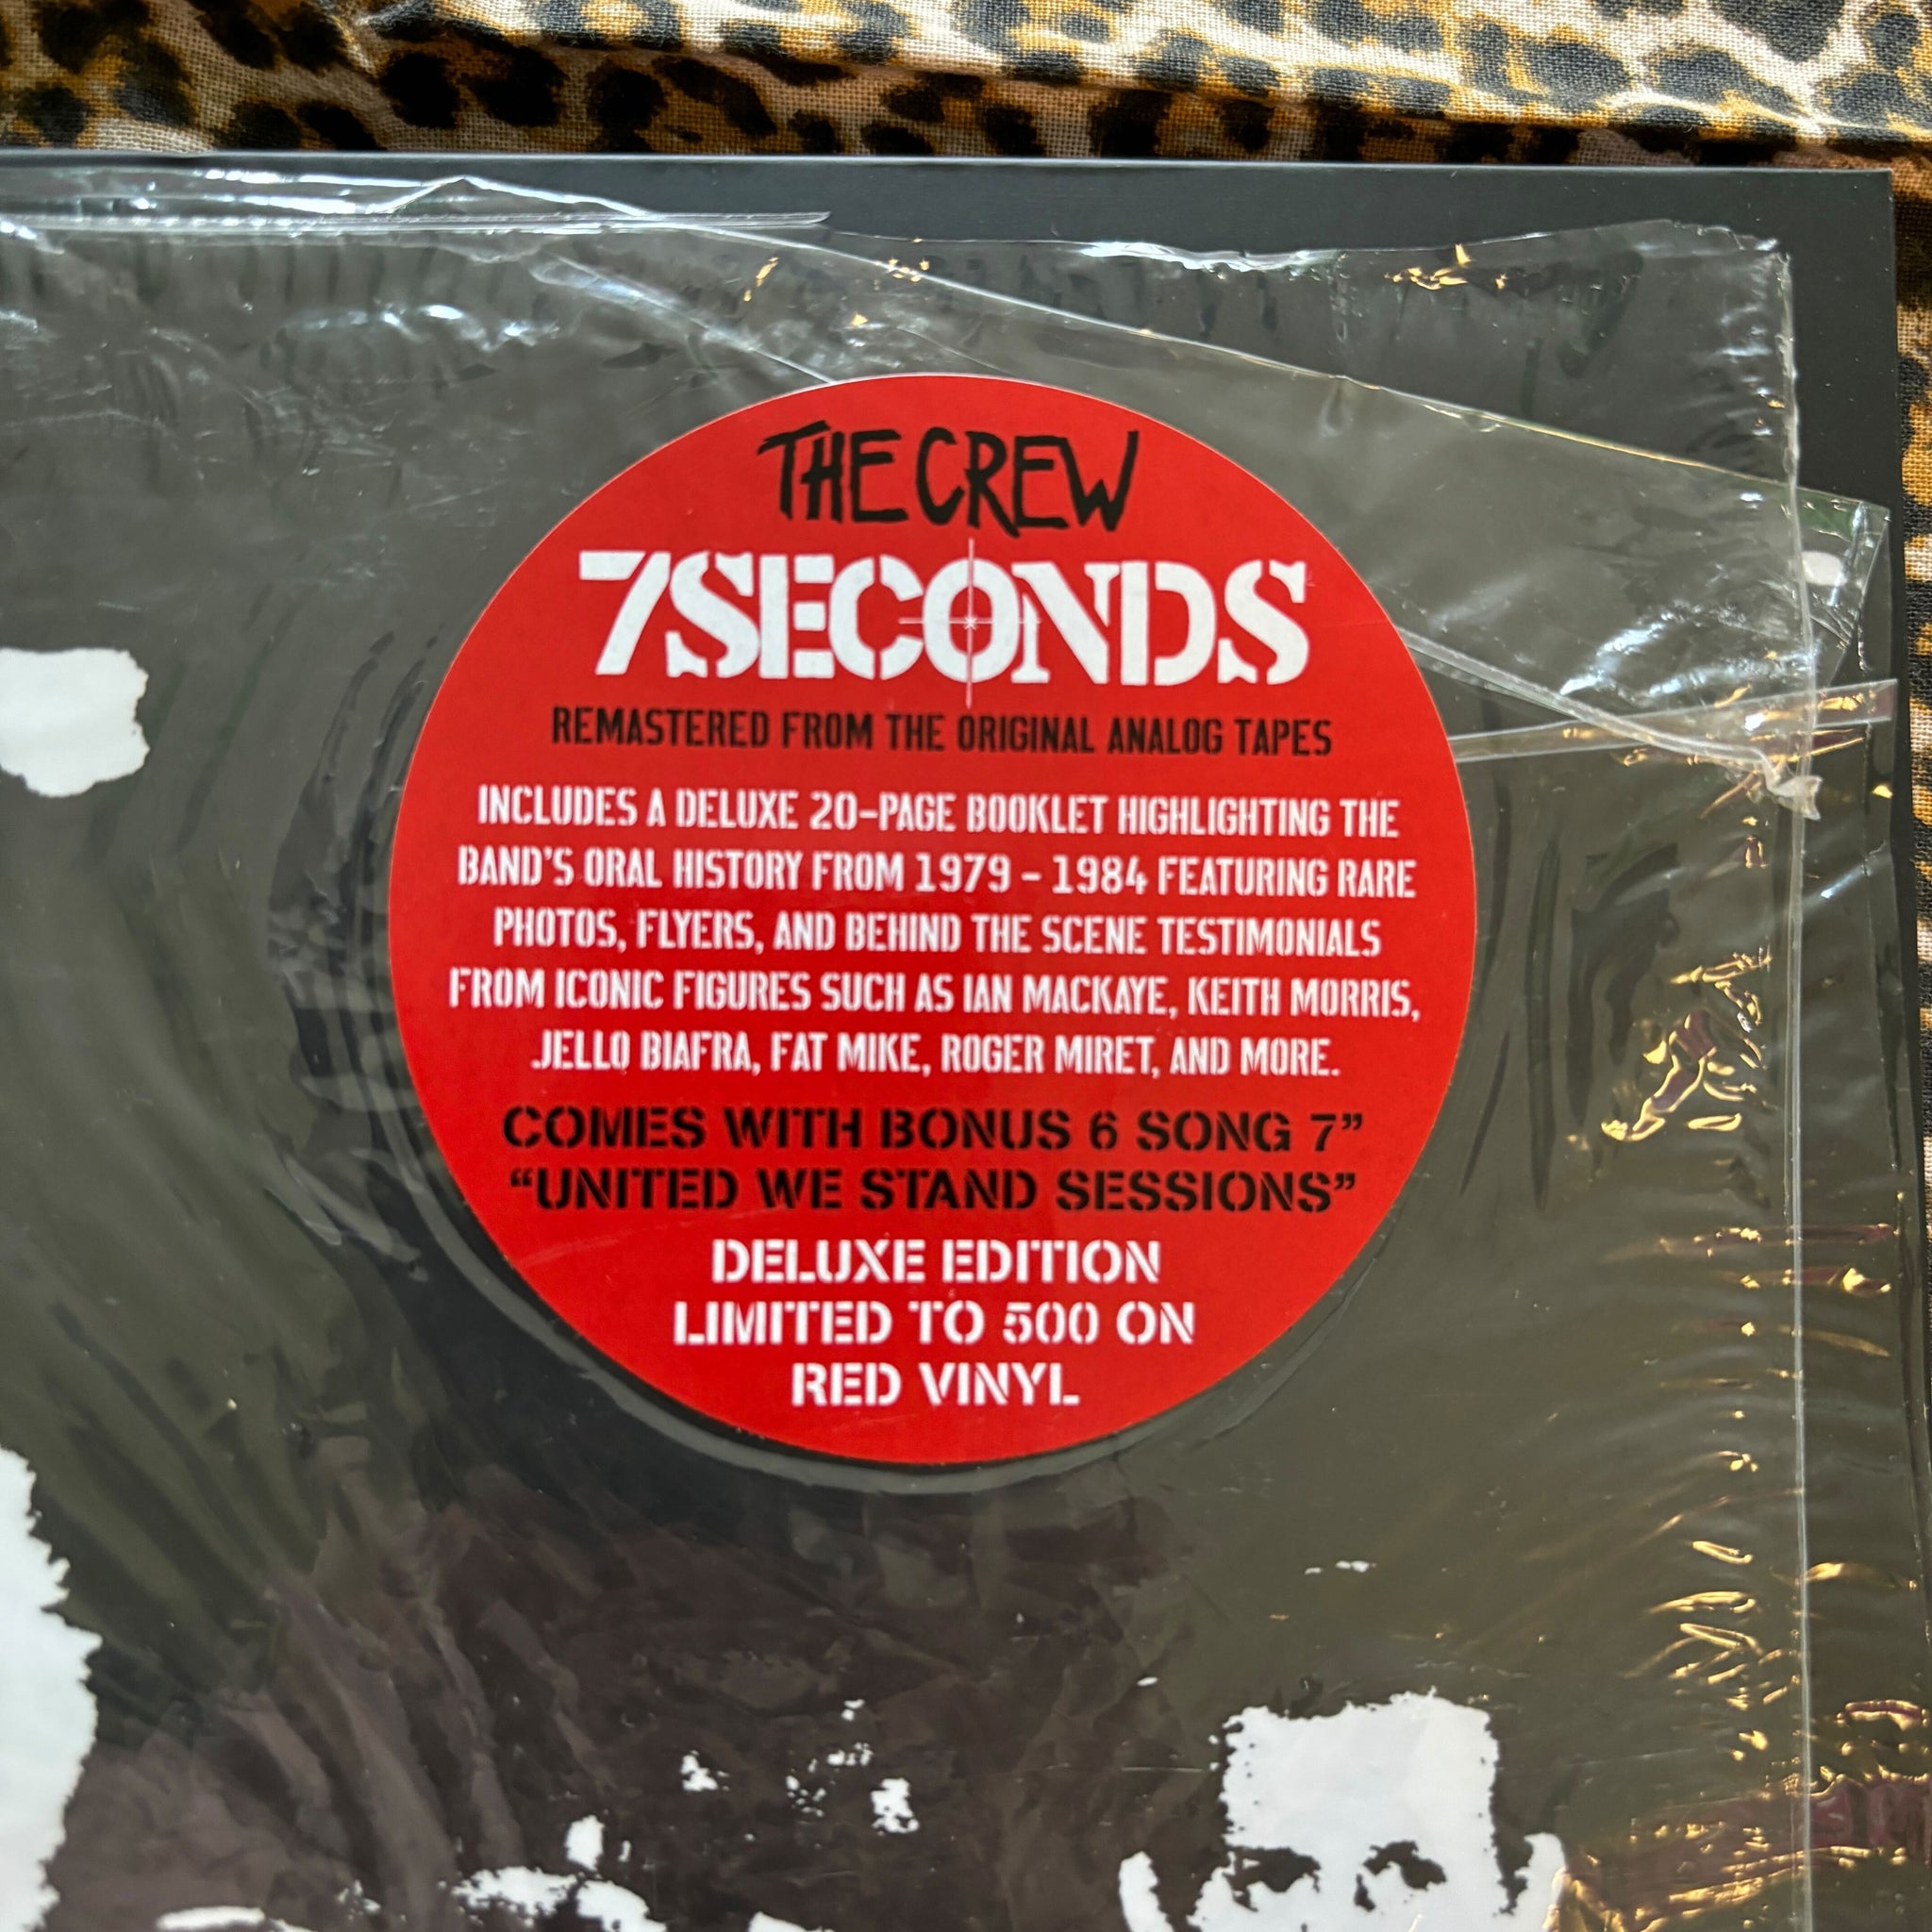 THE CREW
7SECONDS
REMASTERED FROM THE ORIGINAL ANALOG TAPES
INCLUDES A DELUXE 20-PAGE BOOKLET HIGHLIGHTING THE
BAND'S ORAL HISTORY FROM 1979 - 1984 FEATURING RARE
PHOTOS, FLYERS, AND BEHIND THE SCENE TESTIMONIALS
FROM ICONIC FIGURES SUCH AS IAN MACKAYE, KEITH MORRIS,
JELLO BIAFRA, FAT MIKE, ROGER MIRET, AND MORE.
COMES WITH BONUS 6 SONG 7”
“UNITED WE STAND SESSIONS”
DELUXE EDITION
LIMITED TO 500 ON
RED VINYL